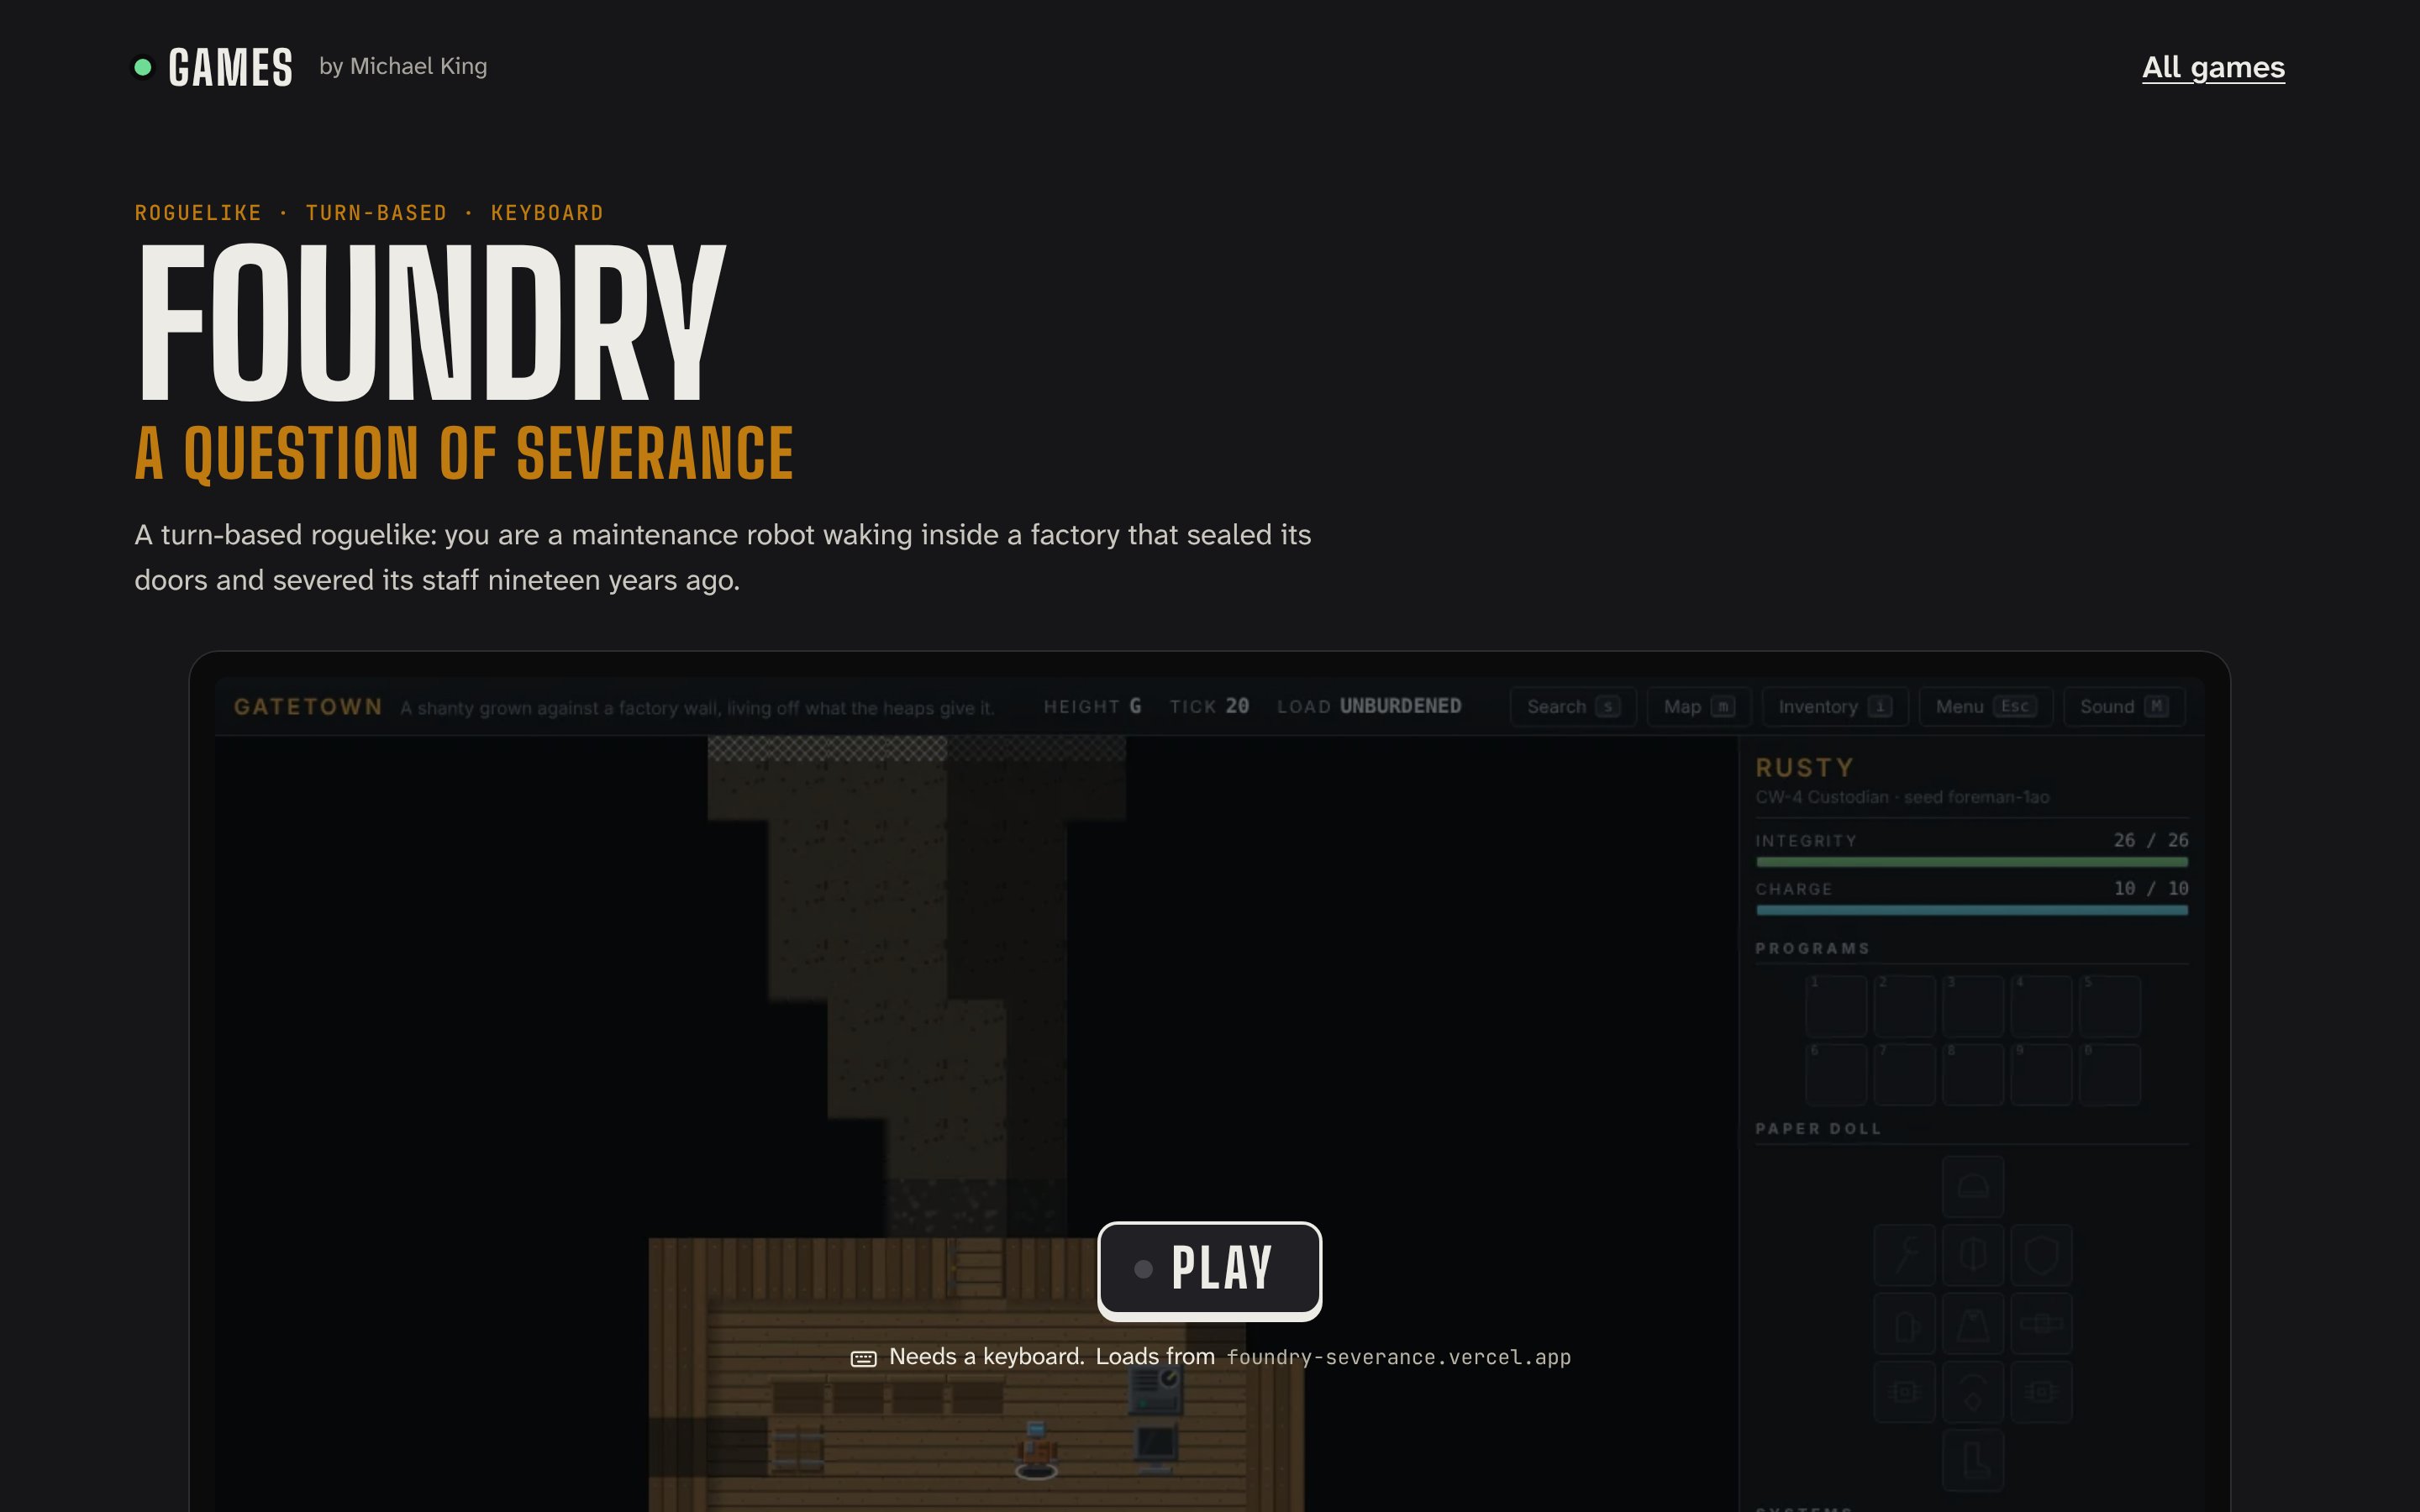 GAMES by Michael King
All games
ROGUELIKE · TURN-BASED · KEYBOARD
FOUNDRY
A QUESTION OF SEVERANCE
A turn-based roguelike: you are a maintenance robot waking inside a factory that sealed its
doors and severed its staff nineteen years ago.
GATETOWN A shanty grown against a factory wall, living off what the heaps give it. HEIGHT G TICK 20 LOAD UNBURDENED Search s Map m Inventory i Menu Esc Sound M
RUSTY
CW-4 Custodian · seed foreman-1ao
INTEGRITY 26 / 26
CHARGE 10 / 10
PROGRAMS
1 2 3 4 5
6 7 8 9 0
PAPER DOLL
PLAY
Needs a keyboard. Loads from foundry-severance.vercel.app